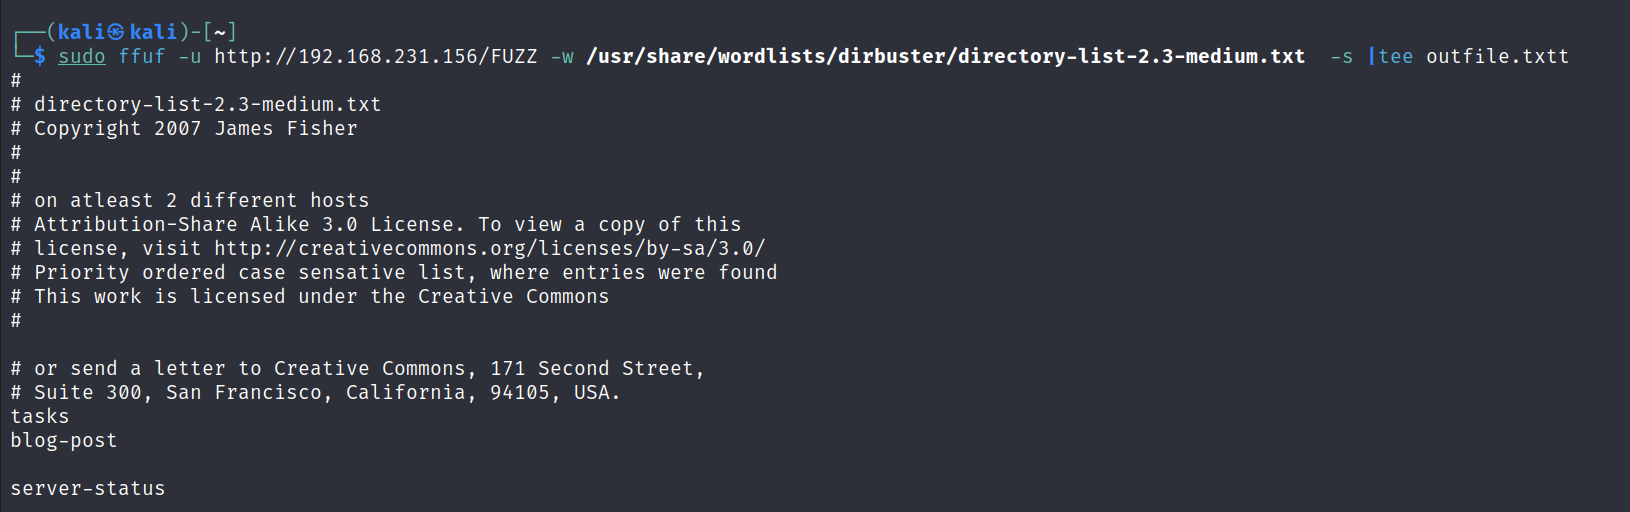 ┌──(kali㉿kali)-[~]
└─$ sudo ffuf -u http://192.168.231.156/FUZZ -w /usr/share/wordlists/dirbuster/directory-list-2.3-medium.txt  -s |tee outfile.txtt
#
# directory-list-2.3-medium.txt
# Copyright 2007 James Fisher
#
#
# on atleast 2 different hosts
# Attribution-Share Alike 3.0 License. To view a copy of this
# license, visit http://creativecommons.org/licenses/by-sa/3.0/
# Priority ordered case sensative list, where entries were found
# This work is licensed under the Creative Commons
#

# or send a letter to Creative Commons, 171 Second Street,
# Suite 300, San Francisco, California, 94105, USA.
tasks
blog-post

server-status